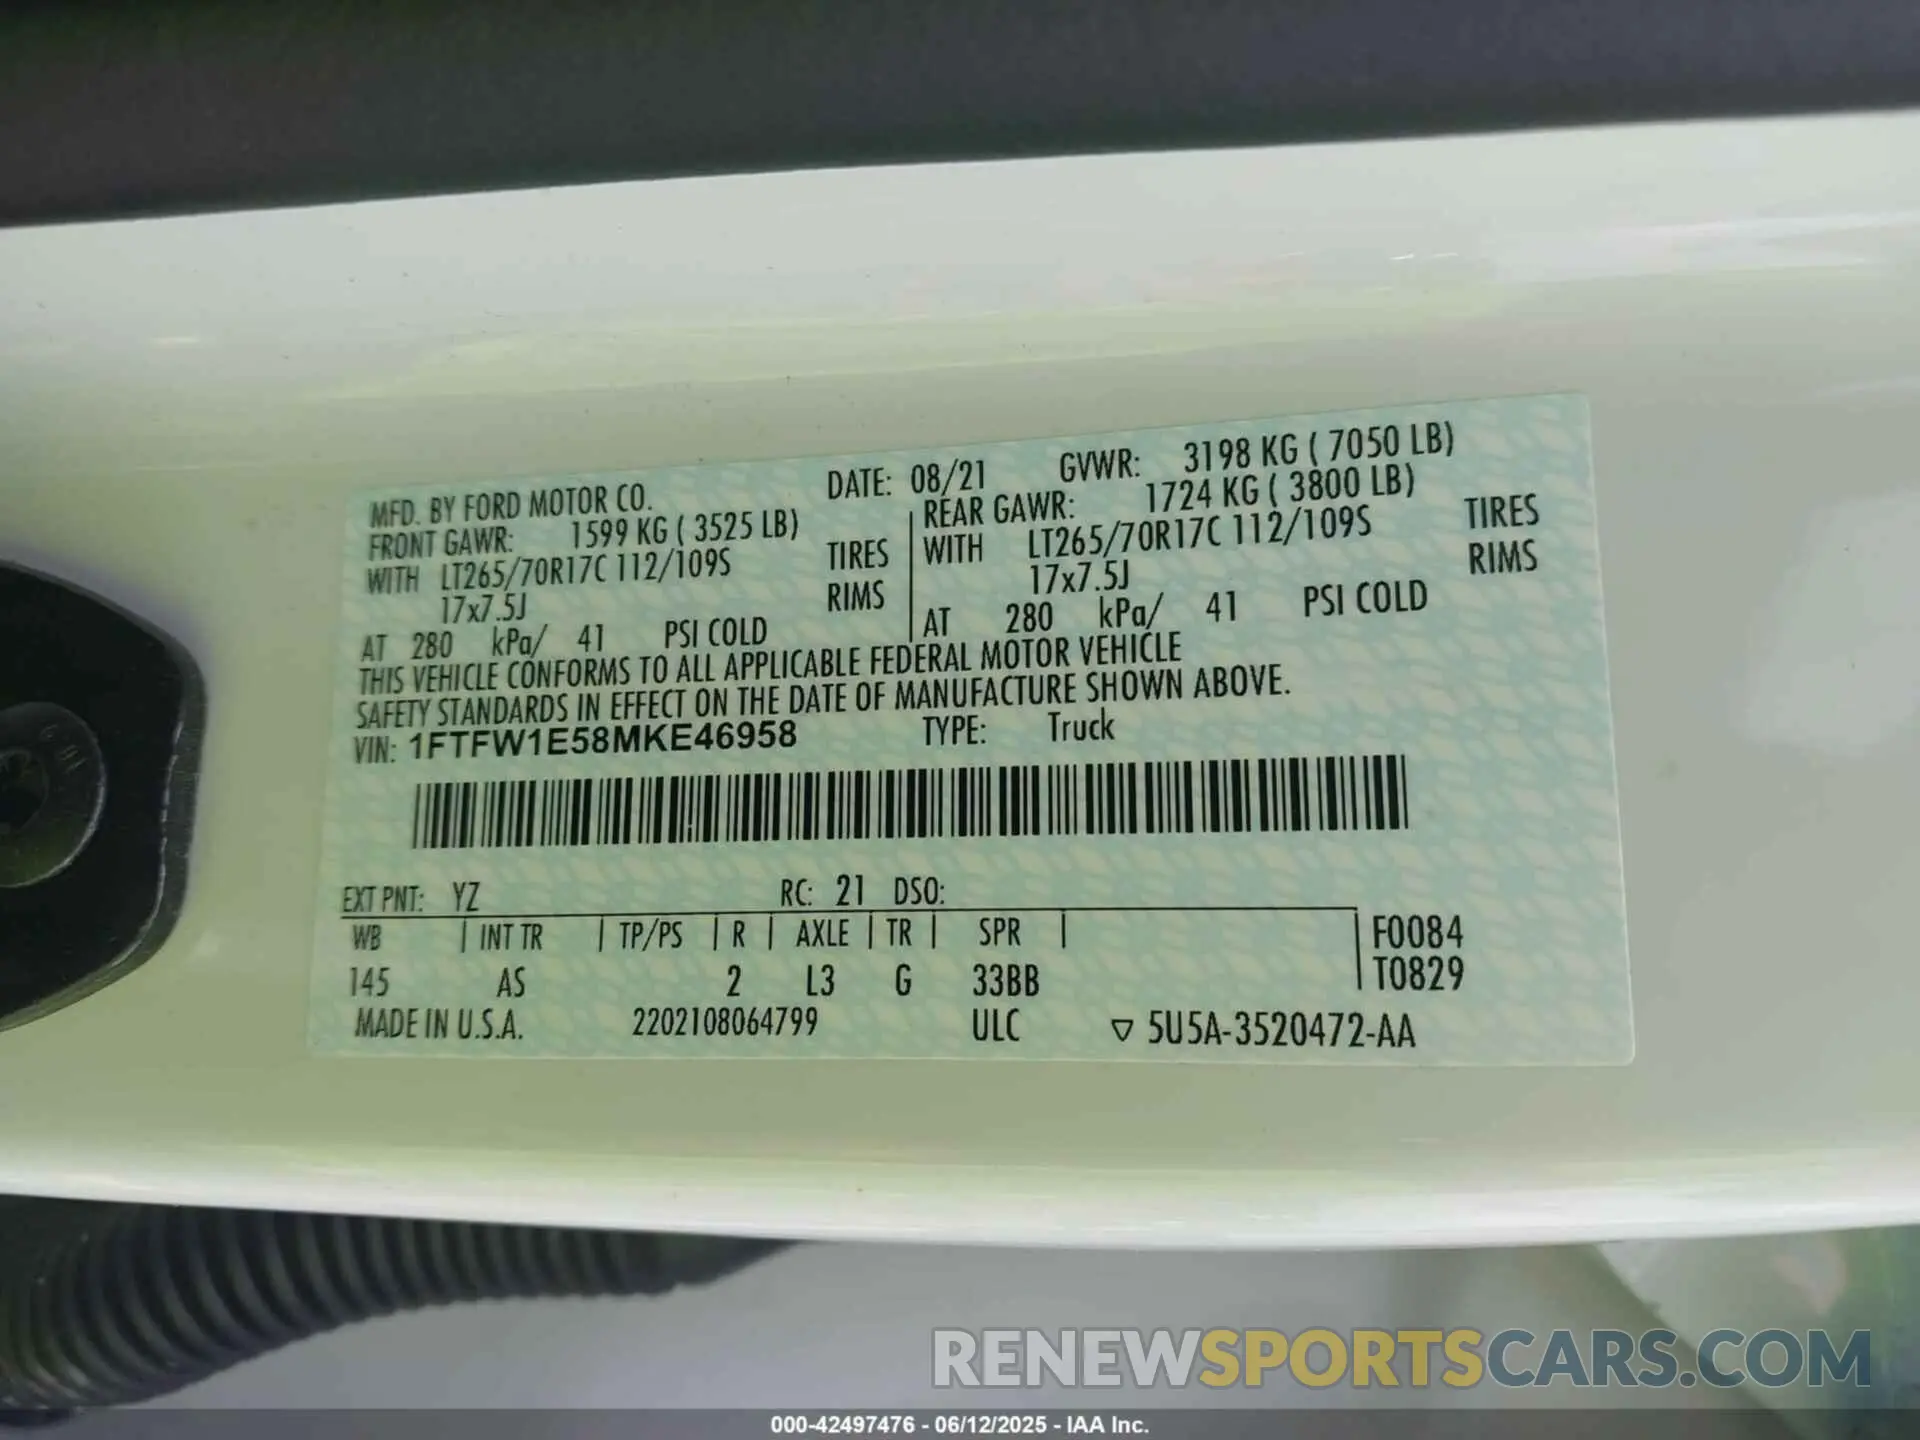 MFD. BY FORD MOTOR CO. DATE: 08/21 GVWR: 3198 KG ( 7050 LB)
FRONT GAWR: 1599 KG ( 3525 LB) REAR GAWR: 1724 KG ( 3800 LB)
WITH LT265/70R17C 112/109S TIRES WITH LT265/70R17C 112/109S TIRES
17x7.5J RIMS 17x7.5J RIMS
AT 280 kPa/ 41 PSI COLD AT 280 kPa/ 41 PSI COLD
THIS VEHICLE CONFORMS TO ALL APPLICABLE FEDERAL MOTOR VEHICLE
SAFETY STANDARDS IN EFFECT ON THE DATE OF MANUFACTURE SHOWN ABOVE.
VIN: 1FTFW1E58MKE46958 TYPE: Truck
EXT PNT: YZ RC: 21 DSO:
WB INT TR TP/PS R AXLE TR SPR F0084
145 AS 2 L3 G 33BB T0829
MADE IN U.S.A. 2202108064799 ULC ▽ 5U5A-3520472-AA
RENEWSPORTSCARS.COM
000-42497476 - 06/12/2025 - IAA Inc.